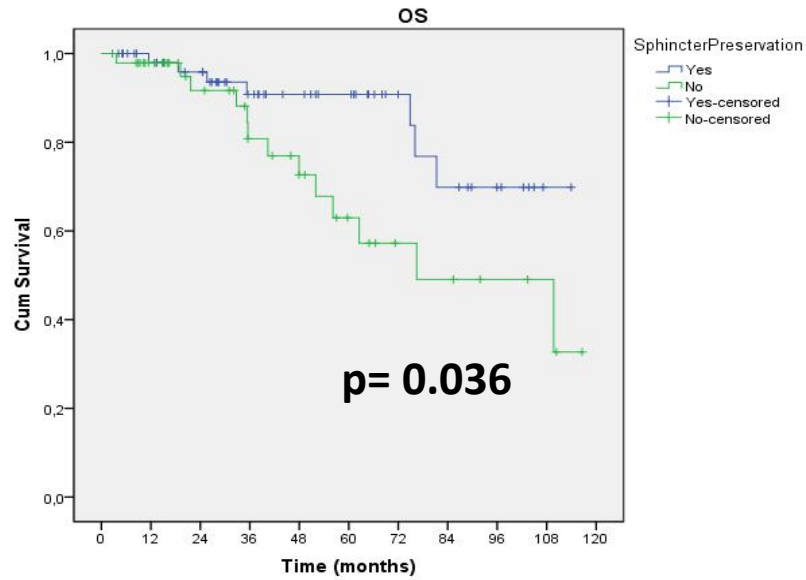 OS
SphincterPreservation
Yes
No
Yes-censored
No-censored
1,0
0,8
0,6
0,4
0,2
0,0
Cum Survival
p= 0.036
0 12 24 36 48 60 72 84 96 108 120
Time (months)